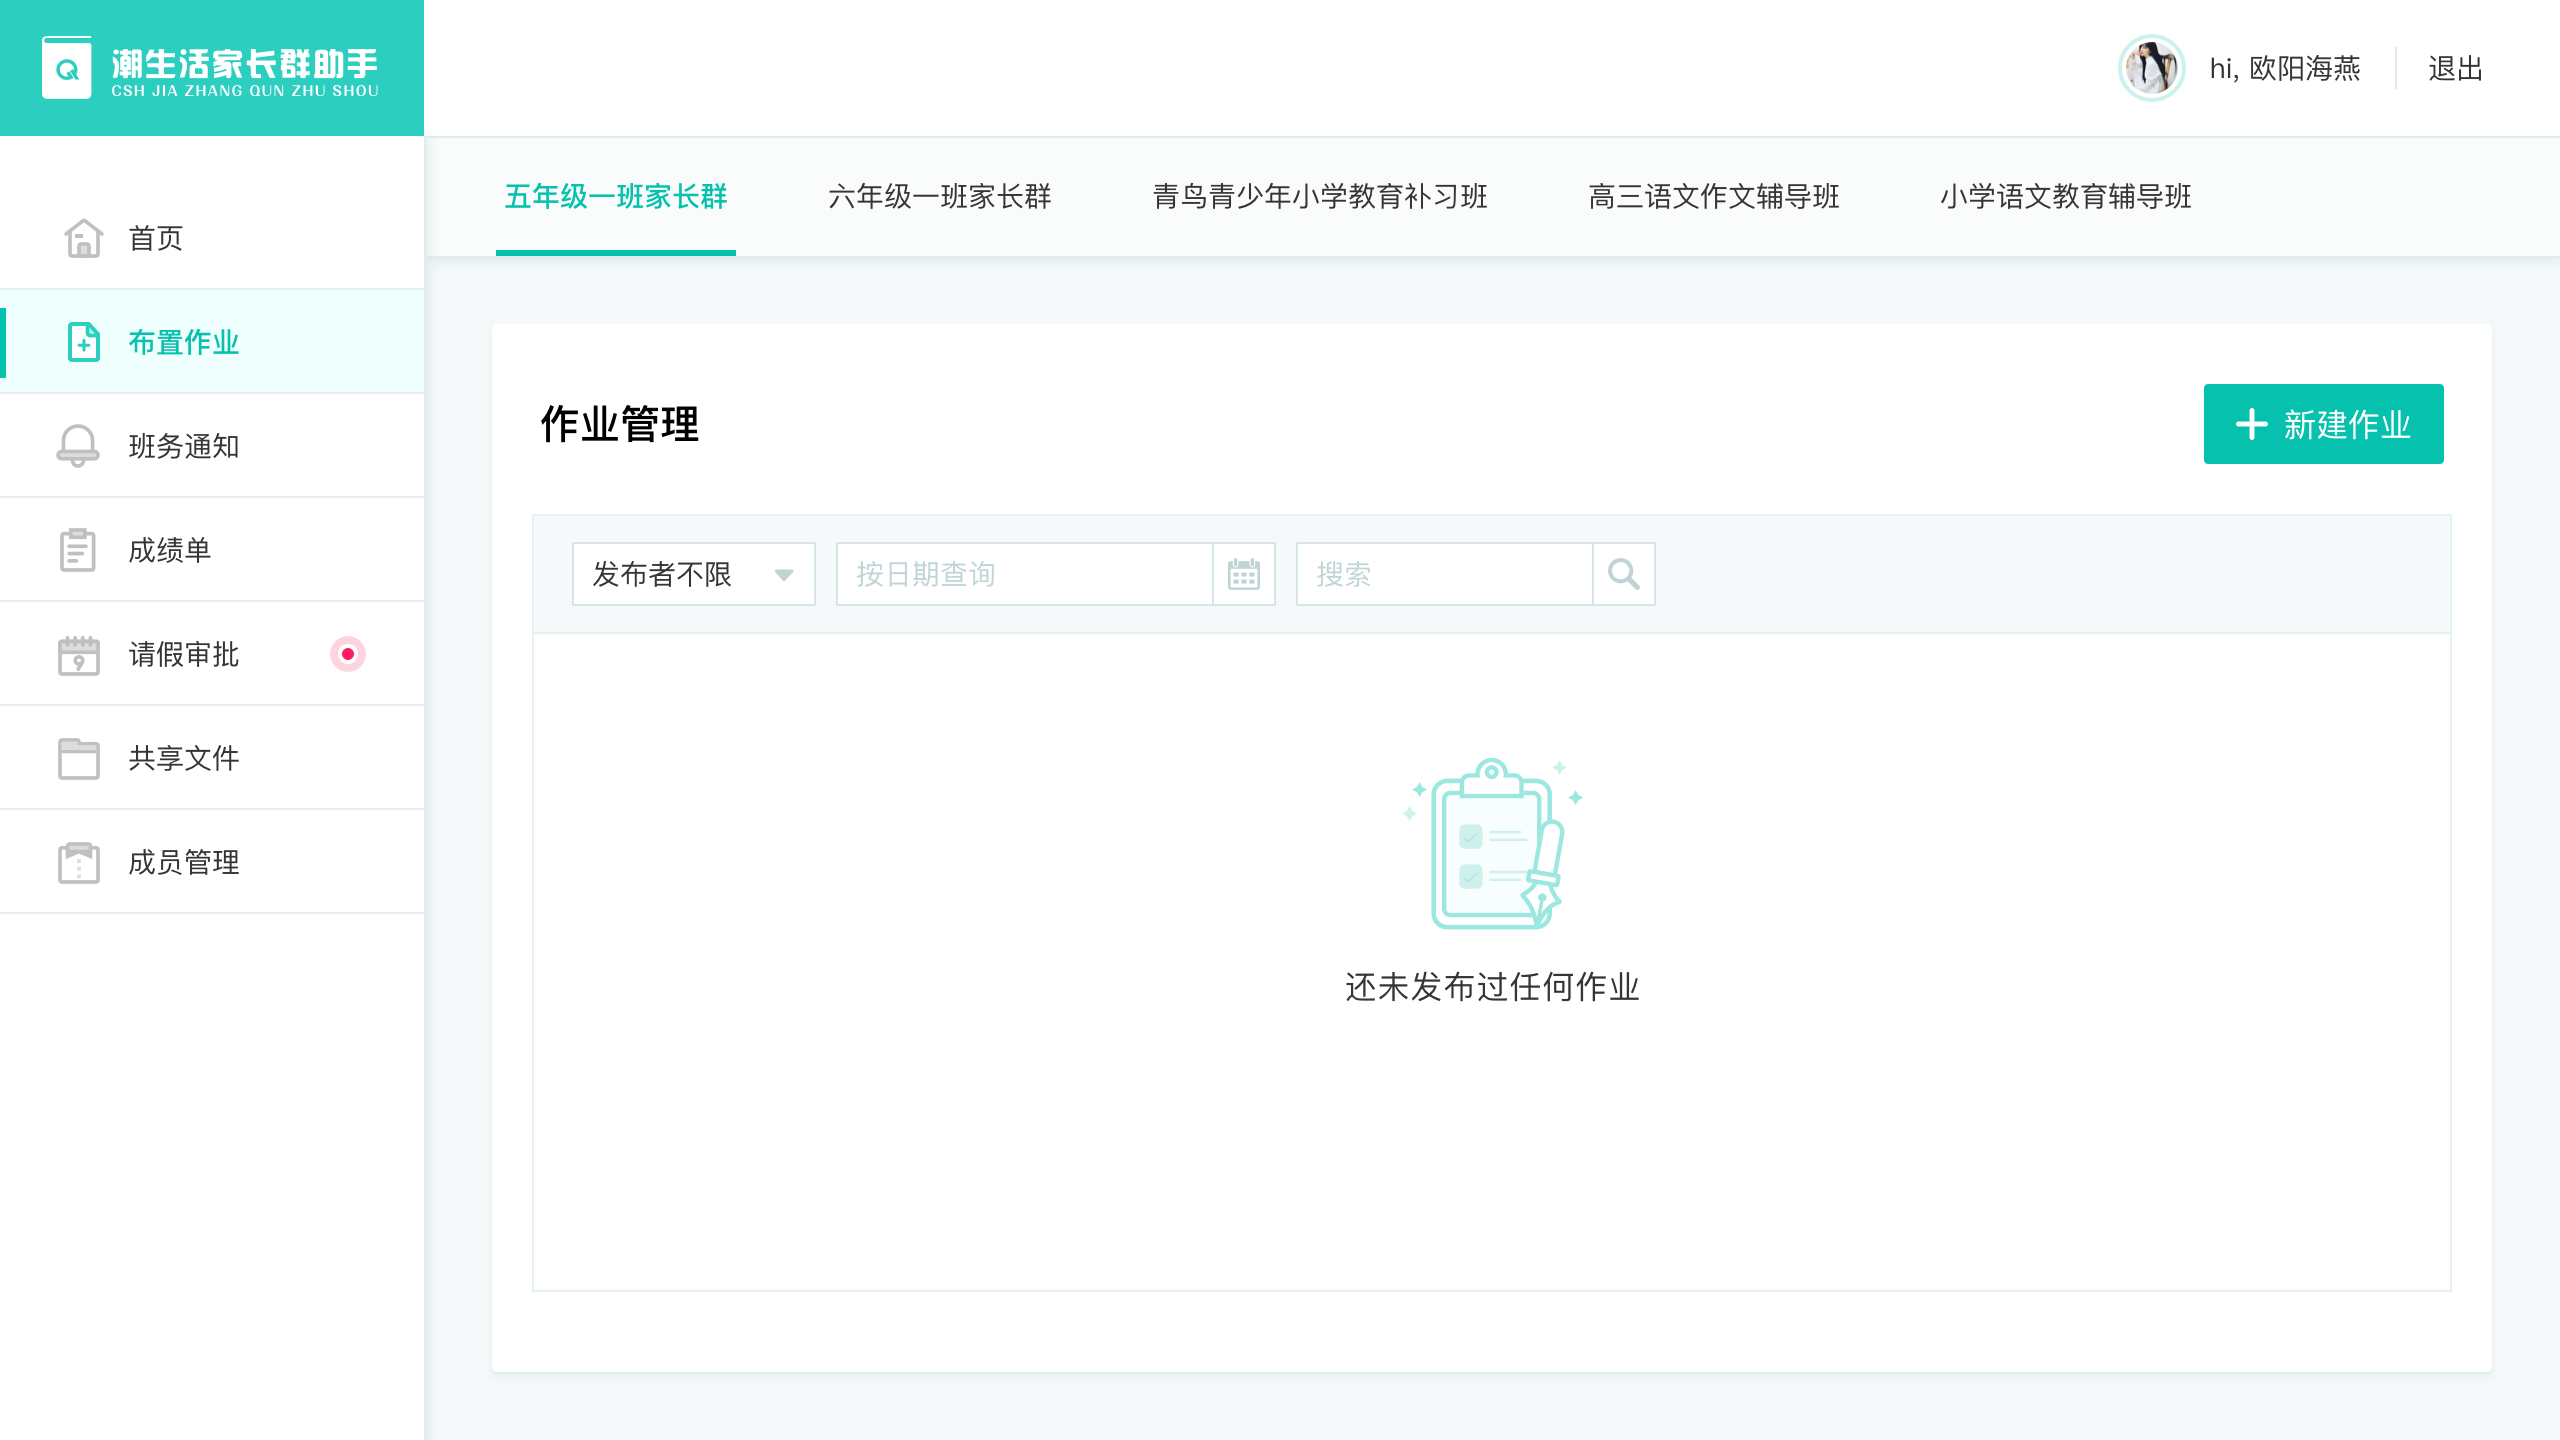 潮生活家长群助手
CSH JIA ZHANG QUN ZHU SHOU
hi, 欧阳海燕
退出
首页
布置作业
班务通知
成绩单
请假审批
共享文件
成员管理
五年级一班家长群
六年级一班家长群
青鸟青少年小学教育补习班
高三语文作文辅导班
小学语文教育辅导班
作业管理
新建作业
发布者不限
按日期查询
搜索
还未发布过任何作业